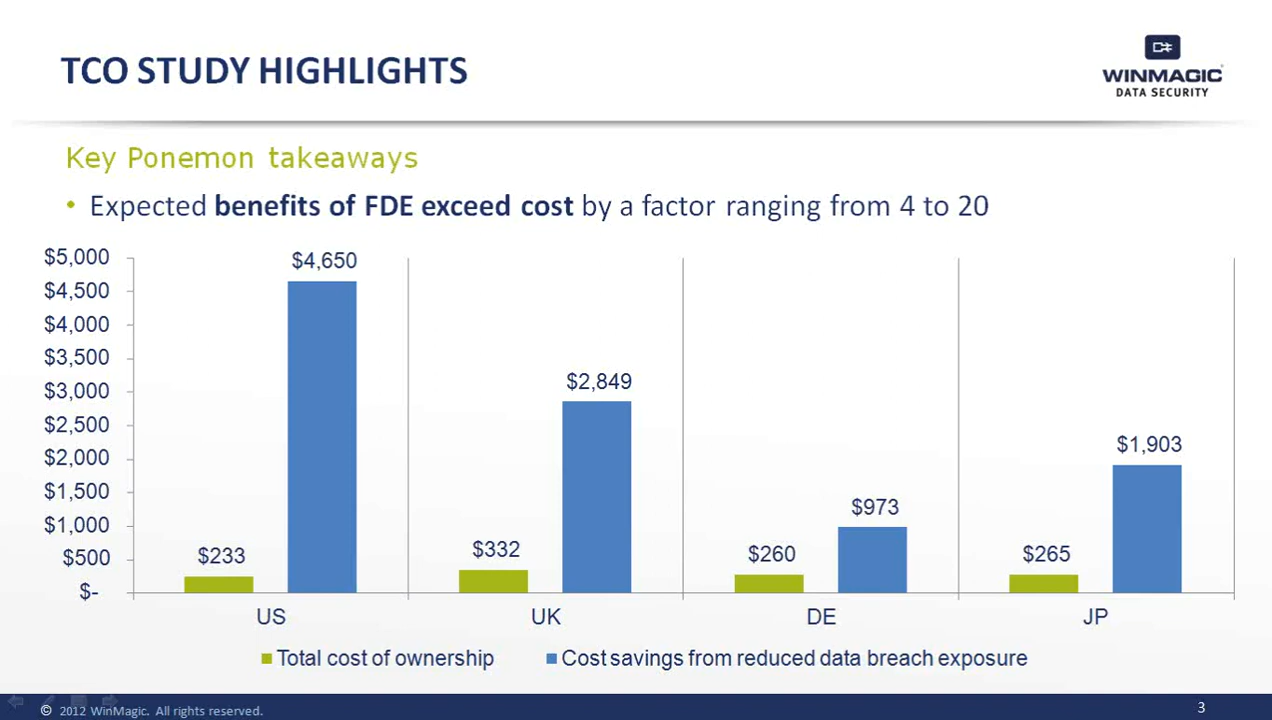 TCO STUDY HIGHLIGHTS
WINMAGIC
DATA SECURITY
Key Ponemon takeaways
• Expected benefits of FDE exceed cost by a factor ranging from 4 to 20
$5,000
$4,500
$4,000
$3,500
$3,000
$2,500
$2,000
$1,500
$1,000
$500
$-
$233
$4,650
$332
$2,849
$260
$973
$265
$1,903
US
UK
DE
JP
Total cost of ownership
Cost savings from reduced data breach exposure
© 2012 WinMagic. All rights reserved.
3